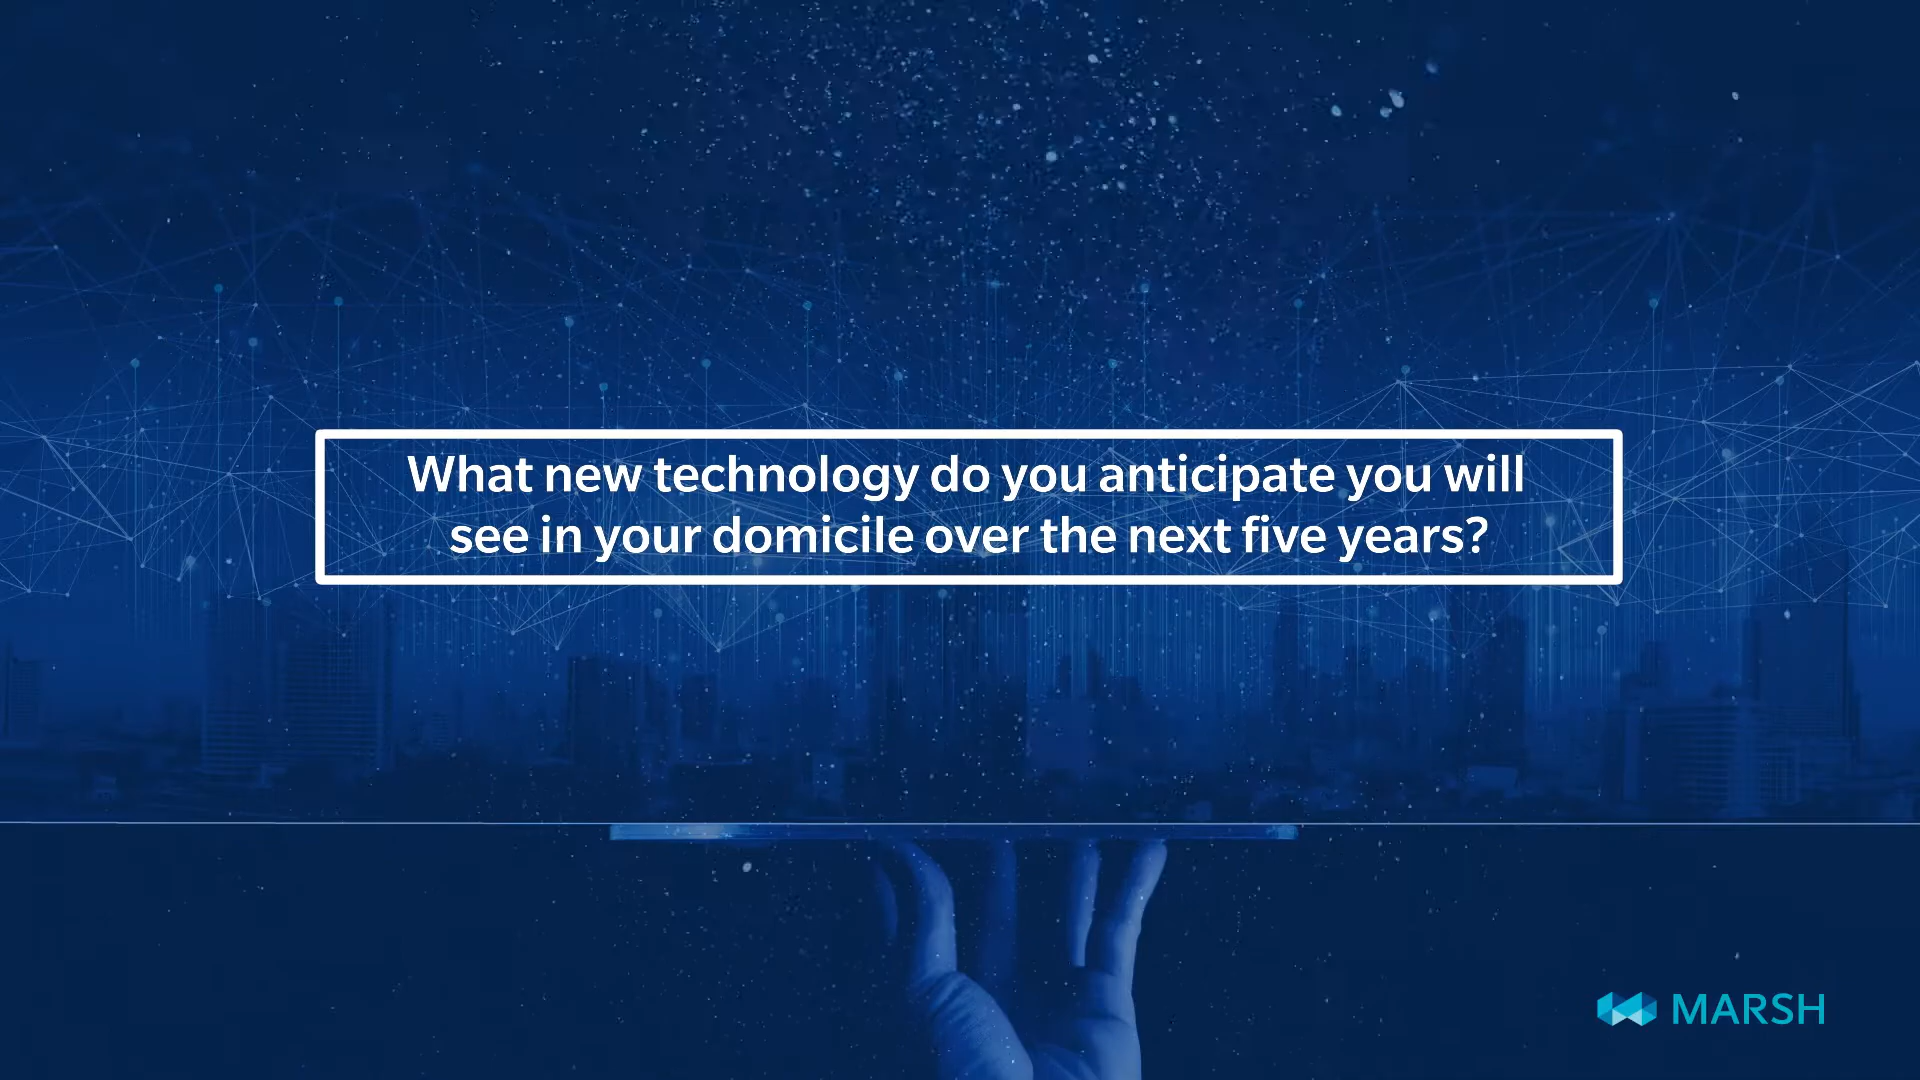 What new technology do you anticipate you will
see in your domicile over the next five years?
MARSH